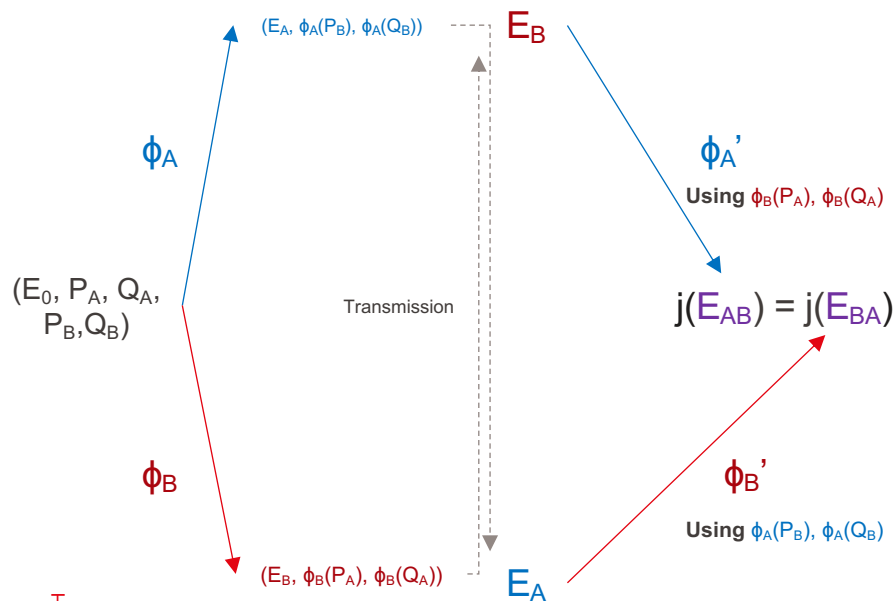 (E₀, P_A, Q_A,
P_B,Q_B)
ϕ_A
ϕ_B
(E_A, ϕ_A(P_B), ϕ_A(Q_B))
(E_B, ϕ_B(P_A), ϕ_B(Q_A))
Transmission
E_B
E_A
ϕ_A’
Using ϕ_B(P_A), ϕ_B(Q_A)
j(E_AB) = j(E_BA)
ϕ_B’
Using ϕ_A(P_B), ϕ_A(Q_B)